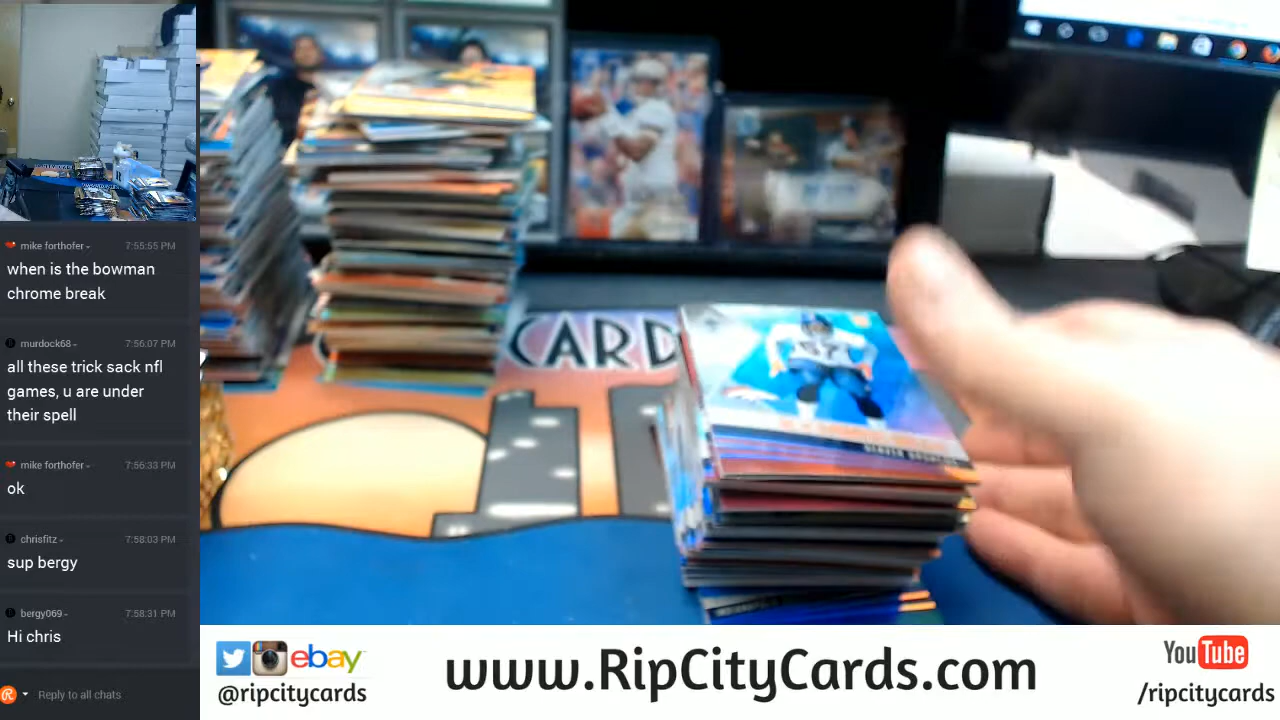 mike forthofer
7:55:55 PM
when is the bowman
chrome break
murdock68
7:56:07 PM
all these trick sack nfl
games, u are under
their spell
mike forthofer
7:56:33 PM
ok
chrisfitz
7:58:03 PM
sup bergy
bergy069
7:58:31 PM
Hi chris
Reply to all chats
CARD
ebay
@ripcitycards
www.RipCityCards.com
YouTube
/ripcitycards